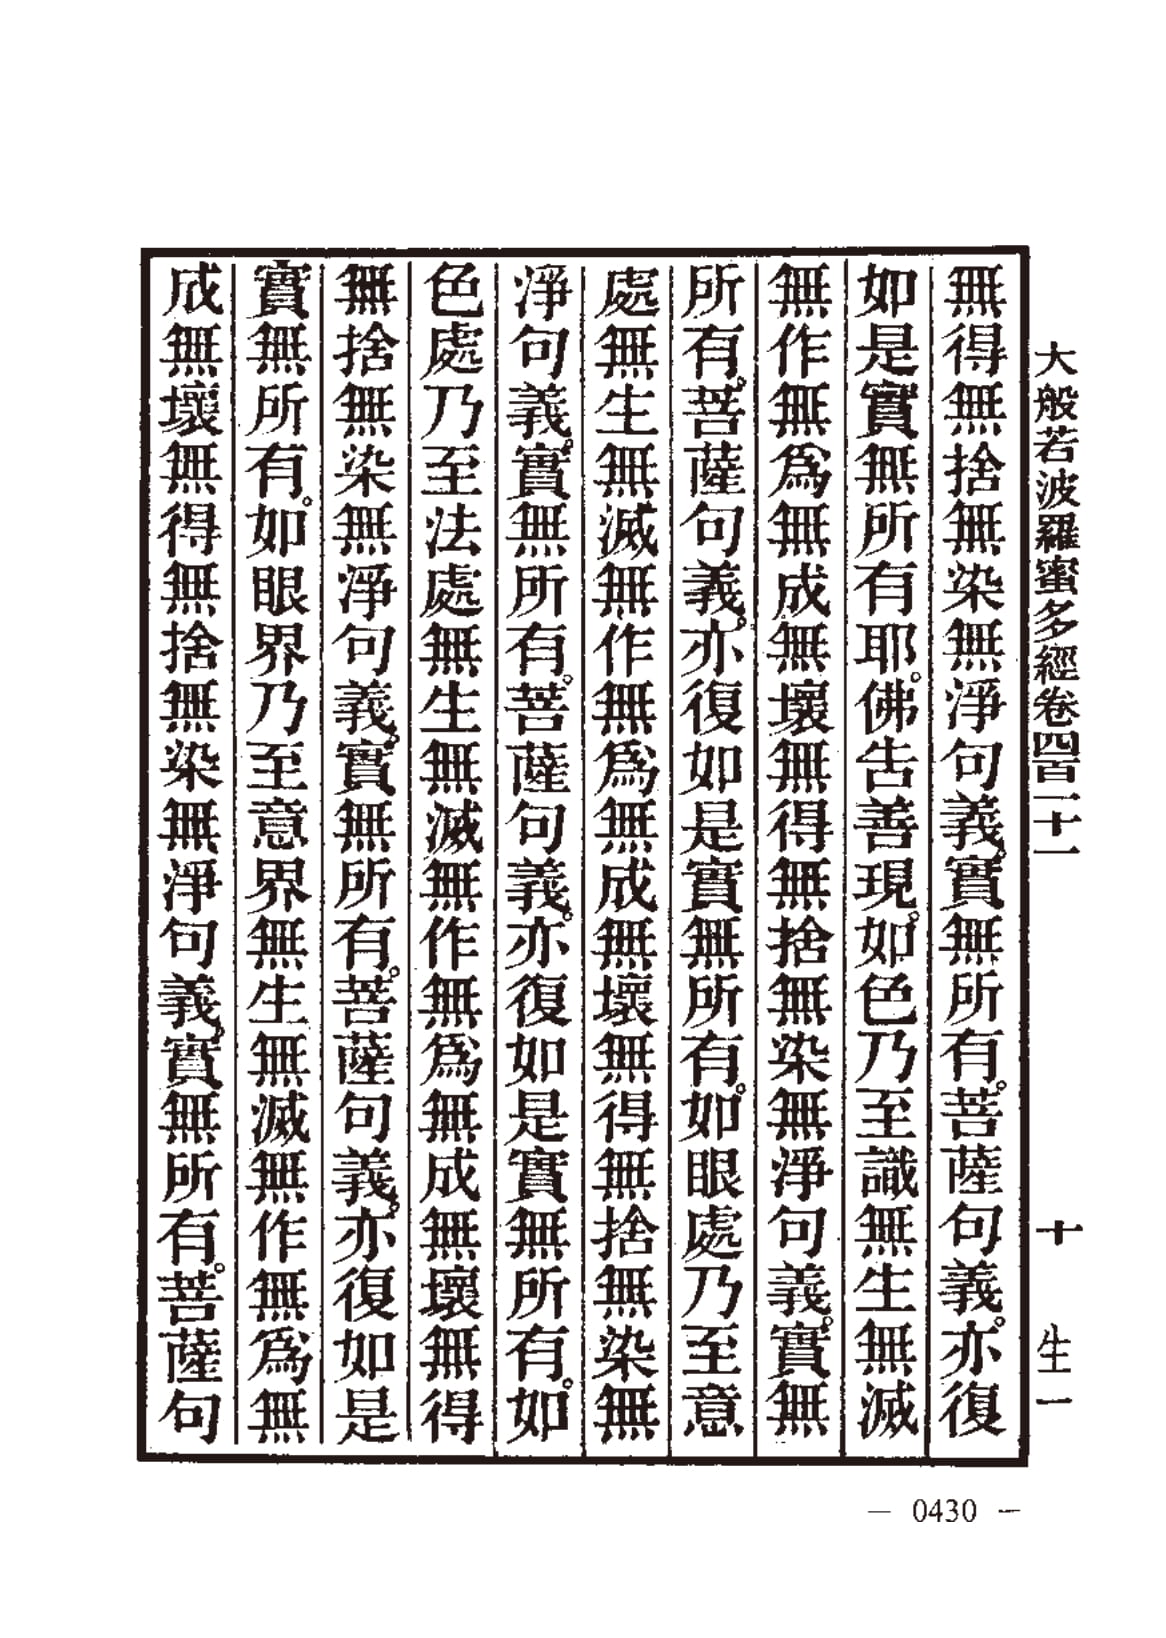 大般若波羅蜜多經卷四百一十一 十 生一
無得無捨無染無淨句義。實無所有。菩薩句義。亦復
如是實無所有耶。佛告善現。如色乃至識無生無滅
無作無爲無成無壞無得無捨無染無淨句義。實無
所有。菩薩句義。亦復如是實無所有。如眼處乃至意
處無生無滅無作無爲無成無壞無得無捨無染無
淨句義。實無所有。菩薩句義。亦復如是實無所有。如
色處乃至法處無生無滅無作無爲無成無壞無得
無捨無染無淨句義。實無所有。菩薩句義。亦復如是
實無所有。如眼界乃至意界無生無滅無作無爲無
成無壞無得無捨無染無淨句義。實無所有。菩薩句
— 0430 —